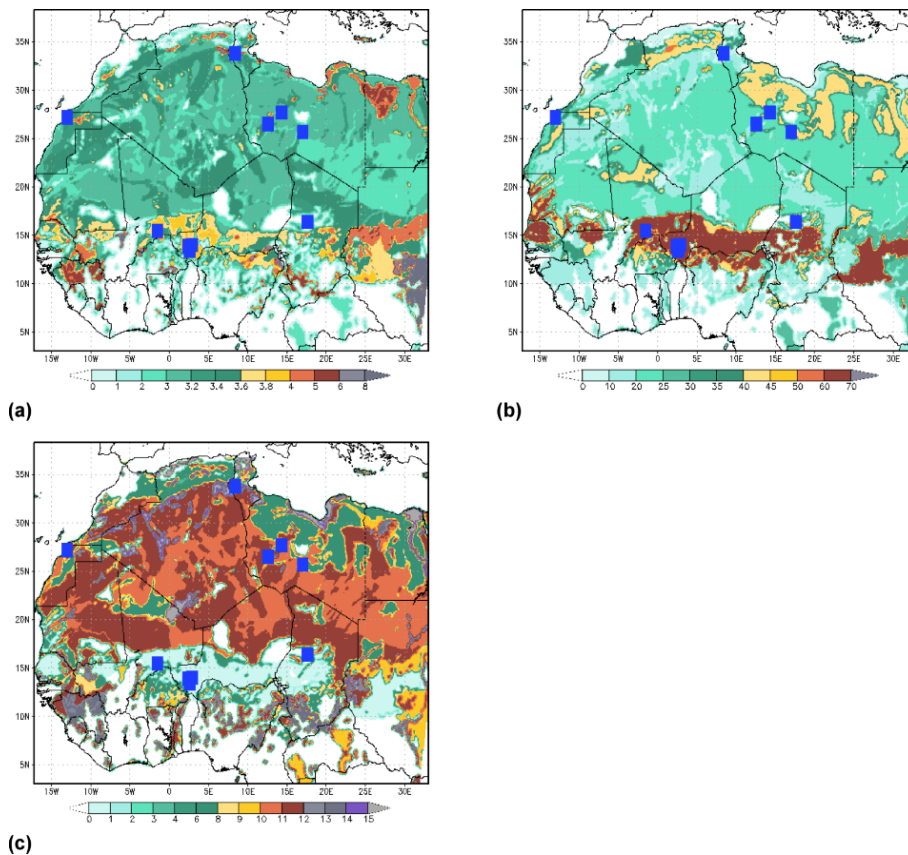 35N
30N
25N
20N
15N
10N
5N
15W 10W 5W 0 5E 10E 15E 20E 25E 30E
0 1 2 3 3.2 3.4 3.6 3.8 4 5 6 8
(a)
35N
30N
25N
20N
15N
10N
5N
15W 10W 5W 0 5E 10E 15E 20E 25E 30E
0 10 20 25 30 35 40 45 50 60 70
(b)
35N
30N
25N
20N
15N
10N
5N
15W 10W 5W 0 5E 10E 15E 20E 25E 30E
0 1 2 3 4 6 8 9 10 11 12 13 14 15
(c)